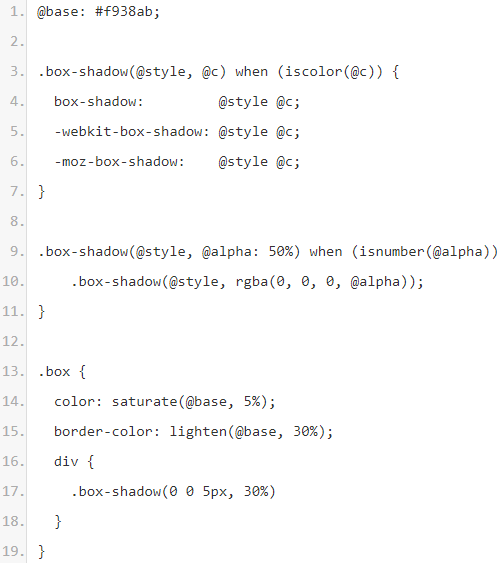 1. @base: #f938ab;
2.
3. .box-shadow(@style, @c) when (iscolor(@c)) {
4.   box-shadow:         @style @c;
5.   -webkit-box-shadow: @style @c;
6.   -moz-box-shadow:    @style @c;
7. }
8.
9. .box-shadow(@style, @alpha: 50%) when (isnumber(@alpha))
10.     .box-shadow(@style, rgba(0, 0, 0, @alpha));
11. }
12.
13. .box {
14.   color: saturate(@base, 5%);
15.   border-color: lighten(@base, 30%);
16.   div {
17.     .box-shadow(0 0 5px, 30%)
18.   }
19. }